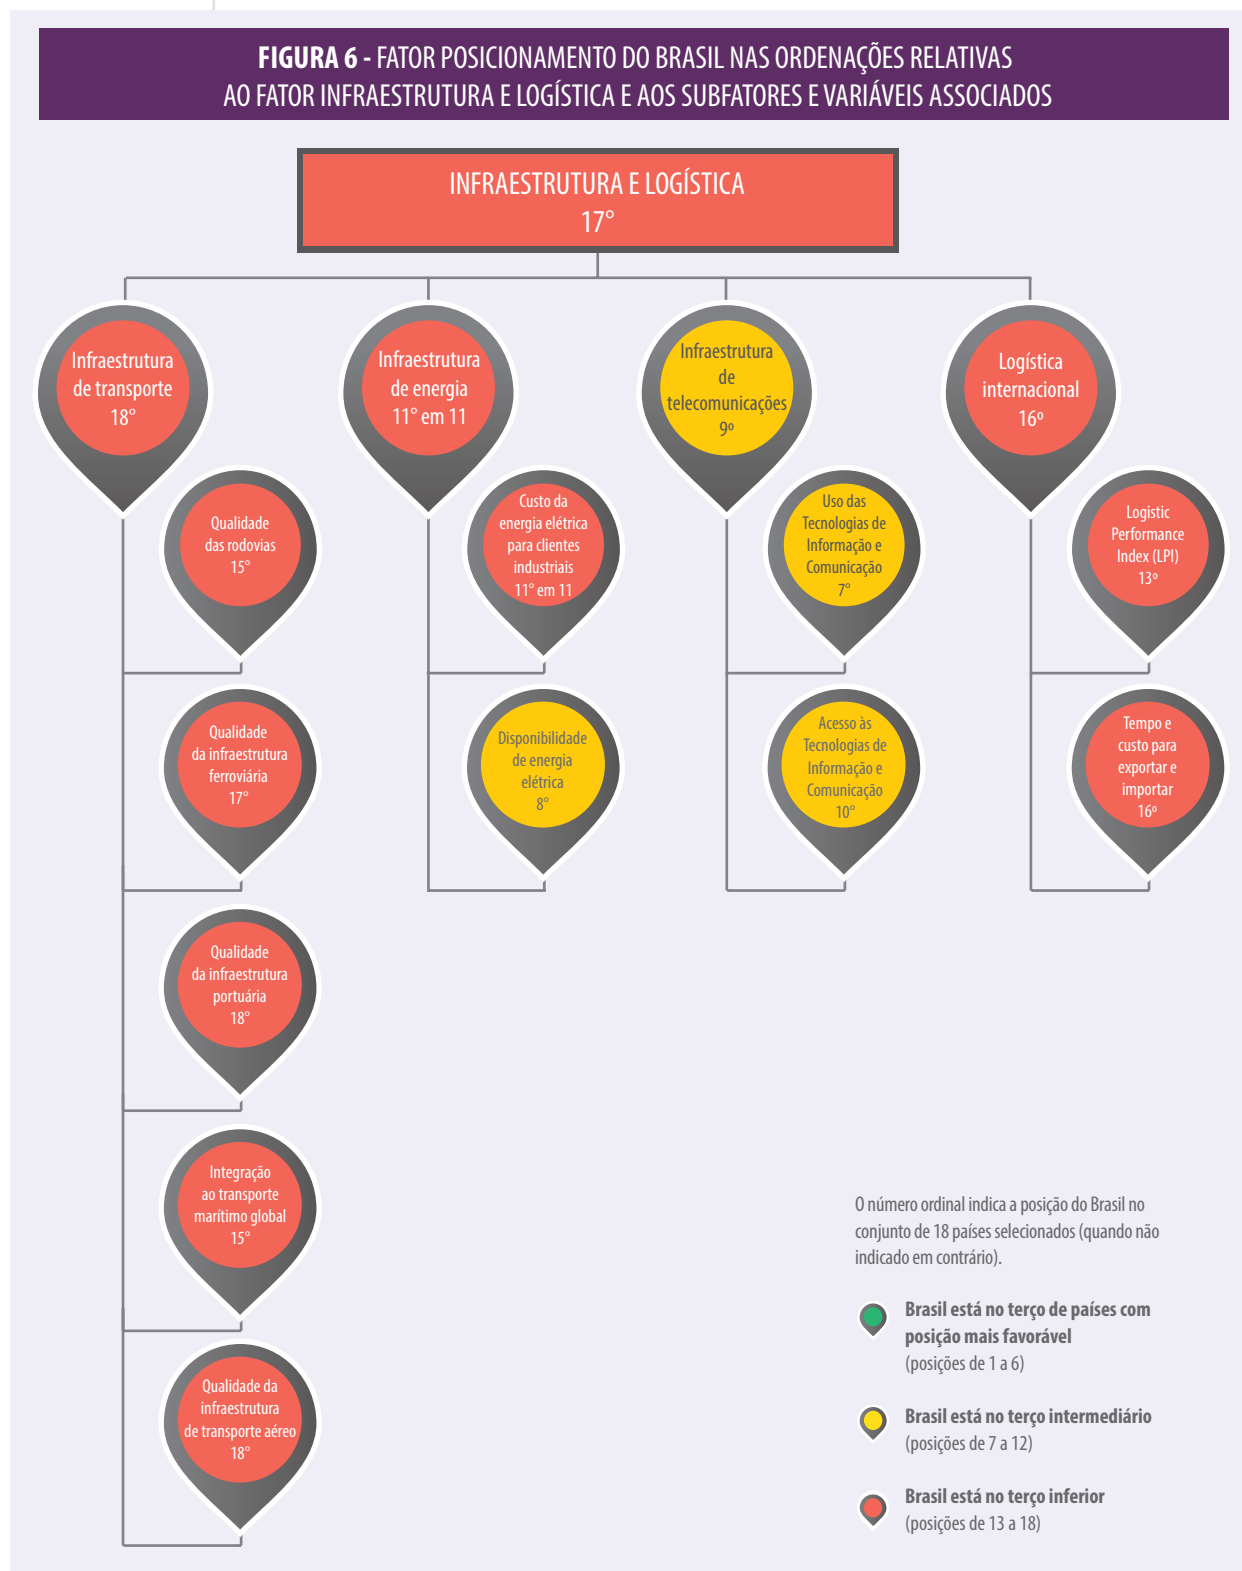 FIGURA 6 - FATOR POSICIONAMENTO DO BRASIL NAS ORDENAÇÕES RELATIVAS
AO FATOR INFRAESTRUTURA E LOGÍSTICA E AOS SUBFATORES E VARIÁVEIS ASSOCIADOS
INFRAESTRUTURA E LOGÍSTICA
17°
Infraestrutura
de transporte
18°
Infraestrutura
de energia
11° em 11
Infraestrutura
de
telecomunicações
9º
Logística
internacional
16º
Qualidade
das rodovias
15°
Custo da
energia elétrica
para clientes
industriais
11° em 11
Uso das
Tecnologias de
Informação e
Comunicação
7°
Logistic
Performance
Index (LPI)
13º
Qualidade
da infraestrutura
ferroviária
17°
Disponibilidade
de energia
elétrica
8°
Acesso às
Tecnologias de
Informação e
Comunicação
10°
Tempo e
custo para
exportar e
importar
16º
Qualidade
da infraestrutura
portuária
18°
Integração
ao transporte
marítimo global
15°
Qualidade da
infraestrutura
de transporte aéreo
18°
O número ordinal indica a posição do Brasil no
conjunto de 18 países selecionados (quando não
indicado em contrário).
Brasil está no terço de países com
posição mais favorável
(posições de 1 a 6)
Brasil está no terço intermediário
(posições de 7 a 12)
Brasil está no terço inferior
(posições de 13 a 18)